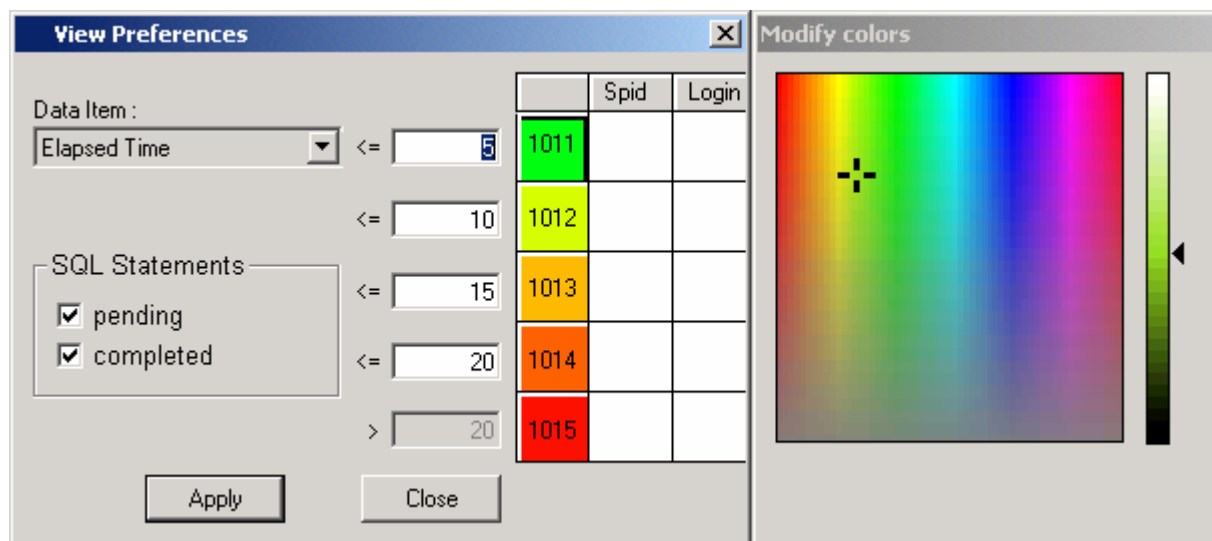 View Preferences
Modify colors
Data Item :
Elapsed Time
<= 5
<= 10
<= 15
<= 20
> 20
SQL Statements
pending
completed
Apply
Close
Spid Login
1011
1012
1013
1014
1015